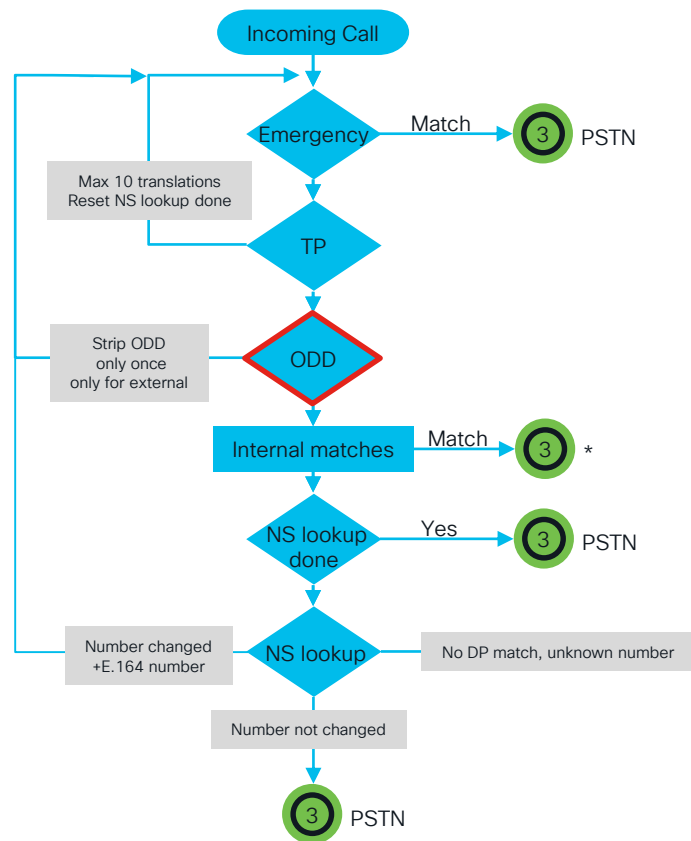 Incoming Call
Emergency
Match
3
PSTN
Max 10 translations
Reset NS lookup done
TP
Strip ODD
only once
only for external
ODD
Internal matches
Match
3
*
NS lookup
done
Yes
3
PSTN
Number changed
+E.164 number
NS lookup
No DP match, unknown number
Number not changed
3
PSTN